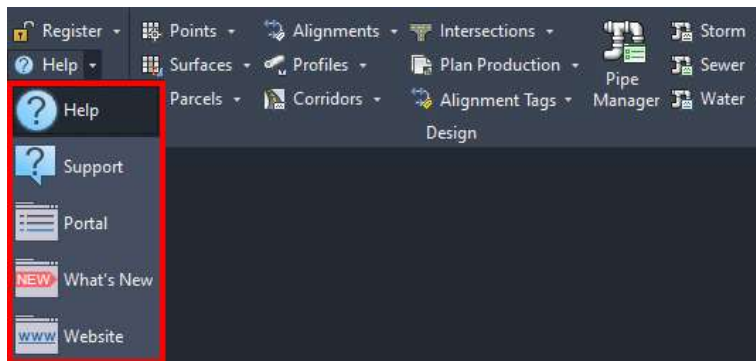 Register
Points
Alignments
Intersections
Storm
Help
Surfaces
Profiles
Plan Production
Sewer
Parcels
Corridors
Alignment Tags
Pipe
Manager
Water
Design
Help
Support
Portal
NEW What's New
www Website